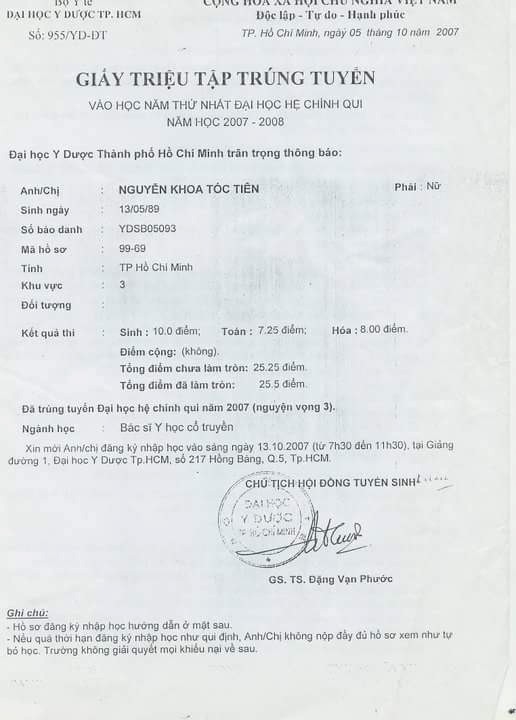 Bộ Y tế
ĐẠI HỌC Y DƯỢC TP. HCM
Số: 955/YD-ĐT
CỘNG HÒA XÃ HỘI CHỦ NGHĨA VIỆT NAM
Độc lập - Tự do - Hạnh phúc
TP. Hồ Chí Minh, ngày 05 tháng 10 năm 2007
GIẤY TRIỆU TẬP TRÚNG TUYỂN
VÀO HỌC NĂM THỨ NHẤT ĐẠI HỌC HỆ CHÍNH QUI
NĂM HỌC 2007 - 2008
Đại học Y Dược Thành phố Hồ Chí Minh trân trọng thông báo:
Anh/Chị : NGUYỄN KHOA TÓC TIÊN Phái : Nữ
Sinh ngày : 13/05/89
Số báo danh : YDSB05093
Mã hồ sơ : 99-69
Tỉnh : TP Hồ Chí Minh
Khu vực : 3
Đối tượng :
Kết quả thi : Sinh : 10.0 điểm; Toán : 7.25 điểm; Hóa : 8.00 điểm.
Điểm cộng: (không).
Tổng điểm chưa làm tròn: 25.25 điểm.
Tổng điểm đã làm tròn: 25.5 điểm.
Đã trúng tuyển Đại học hệ chính qui năm 2007 (nguyện vọng 3).
Ngành học : Bác sĩ Y học cổ truyền
Xin mời Anh/chị đăng ký nhập học vào sáng ngày 13.10.2007 (từ 7h30 đến 11h30), tại Giảng
đường 1, Đại học Y Dược Tp.HCM, số 217 Hồng Bàng, Q.5, Tp.HCM.
CHỦ TỊCH HỘI ĐỒNG TUYỂN SINH
ĐẠI HỌC
Y DƯỢC
TP HỒ CHÍ MINH
GS. TS. Đặng Vạn Phước
Ghi chú:
- Hồ sơ đăng ký nhập học hướng dẫn ở mặt sau.
- Nếu quá thời hạn đăng ký nhập học như qui định, Anh/Chị không nộp đầy đủ hồ sơ xem như tự
bỏ học. Trường không giải quyết mọi khiếu nại về sau.